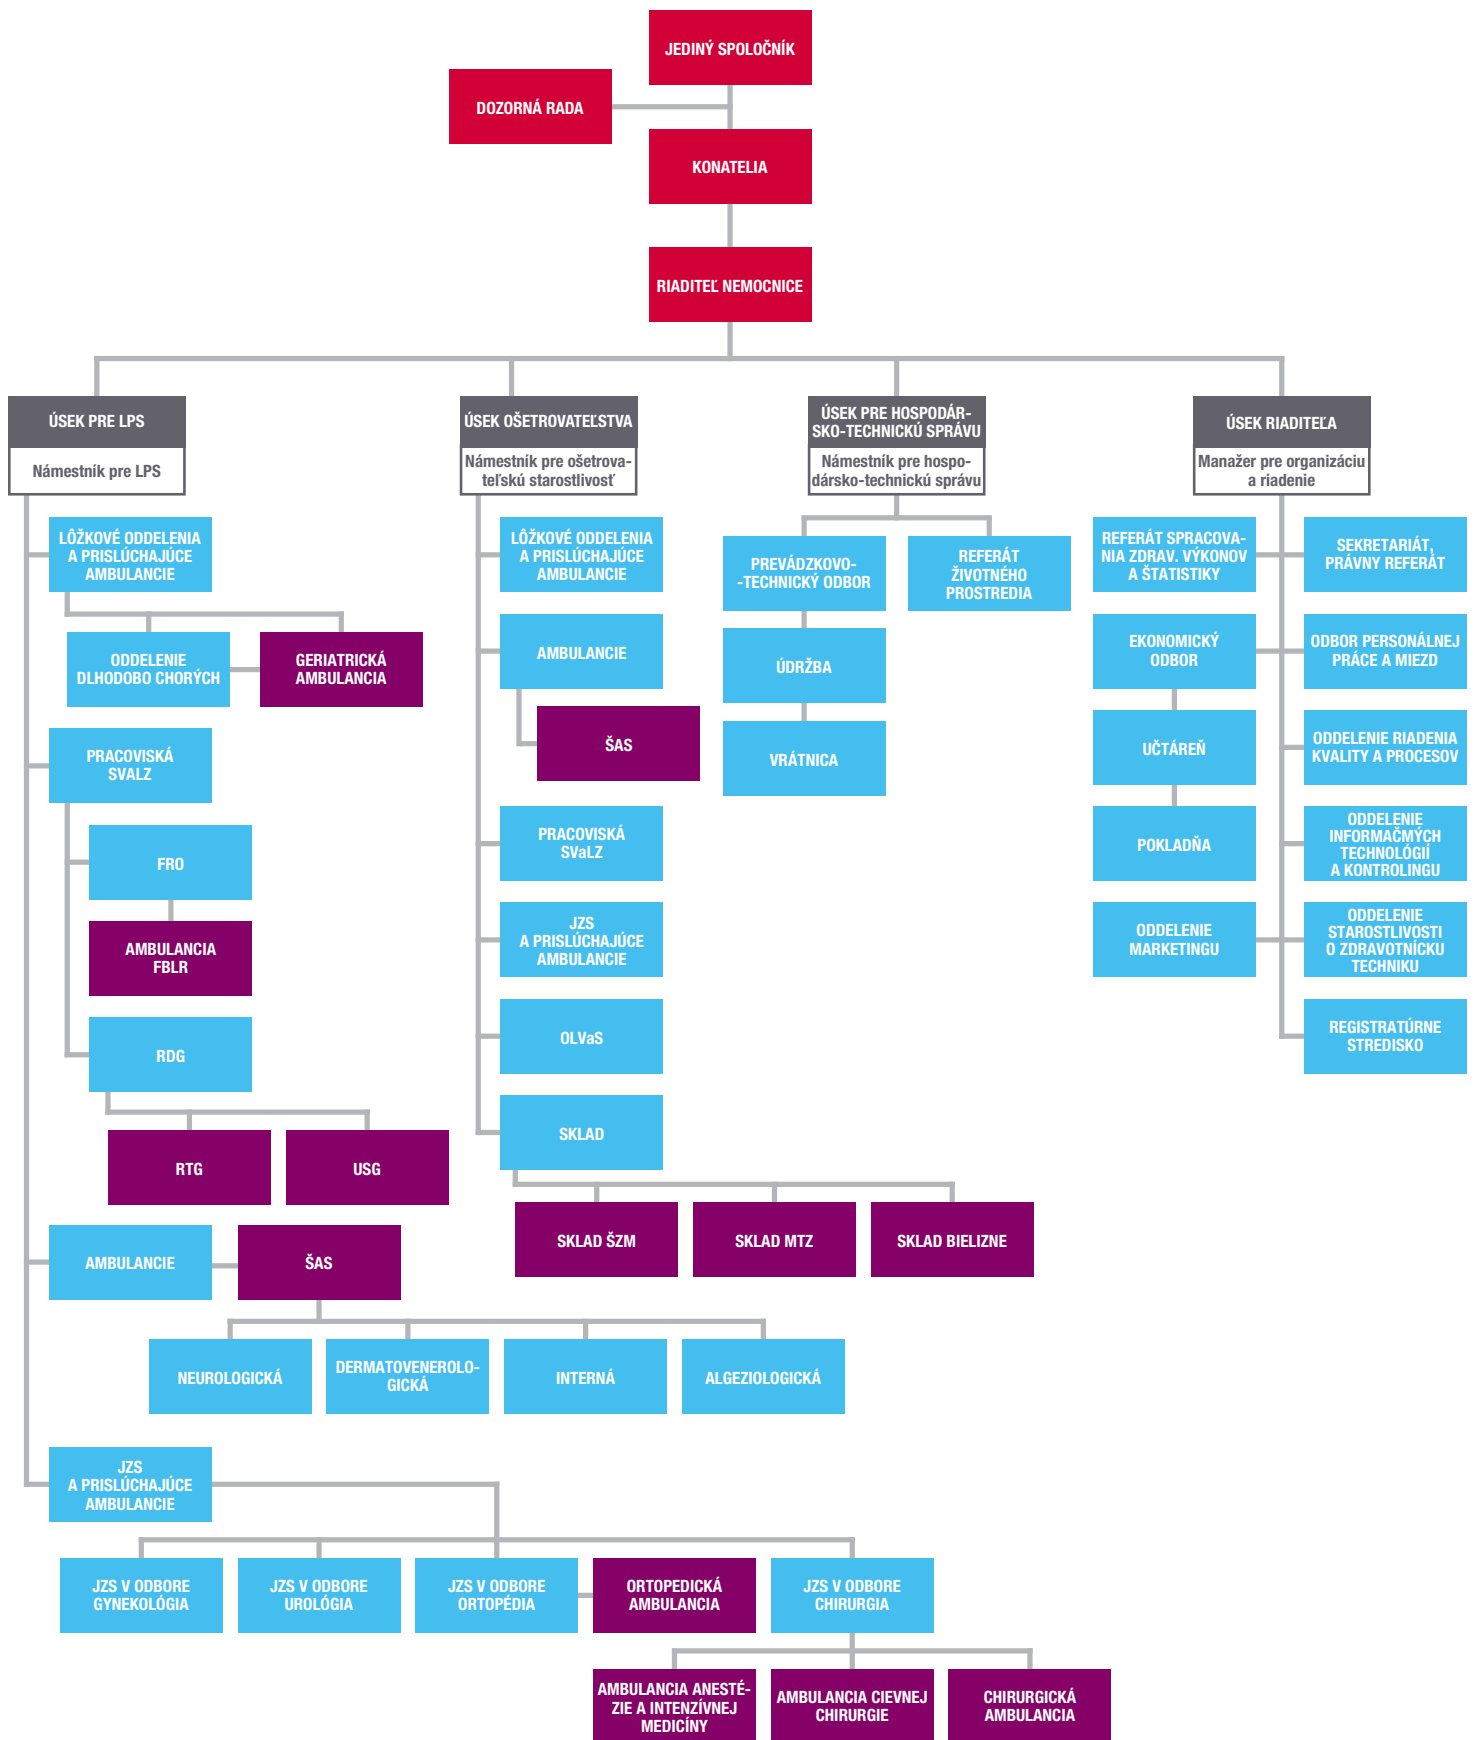 JEDINÝ SPOLOČNÍK
DOZORNÁ RADA
KONATELIA
RIADITEĽ NEMOCNICE
ÚSEK PRE LPS
Námestník pre LPS
LÔŽKOVÉ ODDELENIA
A PRISLÚCHAJÚCE
AMBULANCIE
ODDELENIE
DLHODOBO CHORÝCH
GERIATRICKÁ
AMBULANCIA
PRACOVISKÁ
SVALZ
FRO
AMBULANCIA
FBLR
RDG
RTG
USG
AMBULANCIE
ŠAS
NEUROLOGICKÁ
DERMATOVENEROLO-
GICKÁ
INTERNÁ
ALGEZIOLOGICKÁ
JZS
A PRISLÚCHAJÚCE
AMBULANCIE
JZS V ODBORE
GYNEKOLÓGIA
JZS V ODBORE
UROLÓGIA
JZS V ODBORE
ORTOPÉDIA
ORTOPEDICKÁ
AMBULANCIA
JZS V ODBORE
CHIRURGIA
AMBULANCIA ANESTÉ-
ZIE A INTENZÍVNEJ
MEDICÍNY
AMBULANCIA CIEVNEJ
CHIRURGIE
CHIRURGICKÁ
AMBULANCIA
ÚSEK OŠETROVATEĽSTVA
Námestník pre ošetrova-
teľskú starostlivosť
LÔŽKOVÉ ODDELENIA
A PRISLÚCHAJÚCE
AMBULANCIE
AMBULANCIE
ŠAS
PRACOVISKÁ
SVaLZ
JZS
A PRISLÚCHAJÚCE
AMBULANCIE
OLVaS
SKLAD
SKLAD ŠZM
SKLAD MTZ
SKLAD BIELIZNE
ÚSEK PRE HOSPODÁR-
SKO-TECHNICKÚ SPRÁVU
Námestník pre hospo-
dársko-technickú správu
PREVÁDZKOVO-
-TECHNICKÝ ODBOR
REFERÁT
ŽIVOTNÉHO
PROSTREDIA
ÚDRŽBA
VRÁTNICA
ÚSEK RIADITEĽA
Manažer pre organizáciu
a riadenie
REFERÁT SPRACOVA-
NIA ZDRAV. VÝKONOV
A ŠTATISTIKY
SEKRETARIÁT,
PRÁVNY REFERÁT
EKONOMICKÝ
ODBOR
ODBOR PERSONÁLNEJ
PRÁCE A MIEZD
UČTÁREŇ
ODDELENIE RIADENIA
KVALITY A PROCESOV
POKLADŇA
ODDELENIE
INFORMAČMÝCH
TECHNOLÓGIÍ
A KONTROLINGU
ODDELENIE
MARKETINGU
ODDELENIE
STAROSTLIVOSTI
O ZDRAVOTNÍCKU
TECHNIKU
REGISTRATÚRNE
STREDISKO